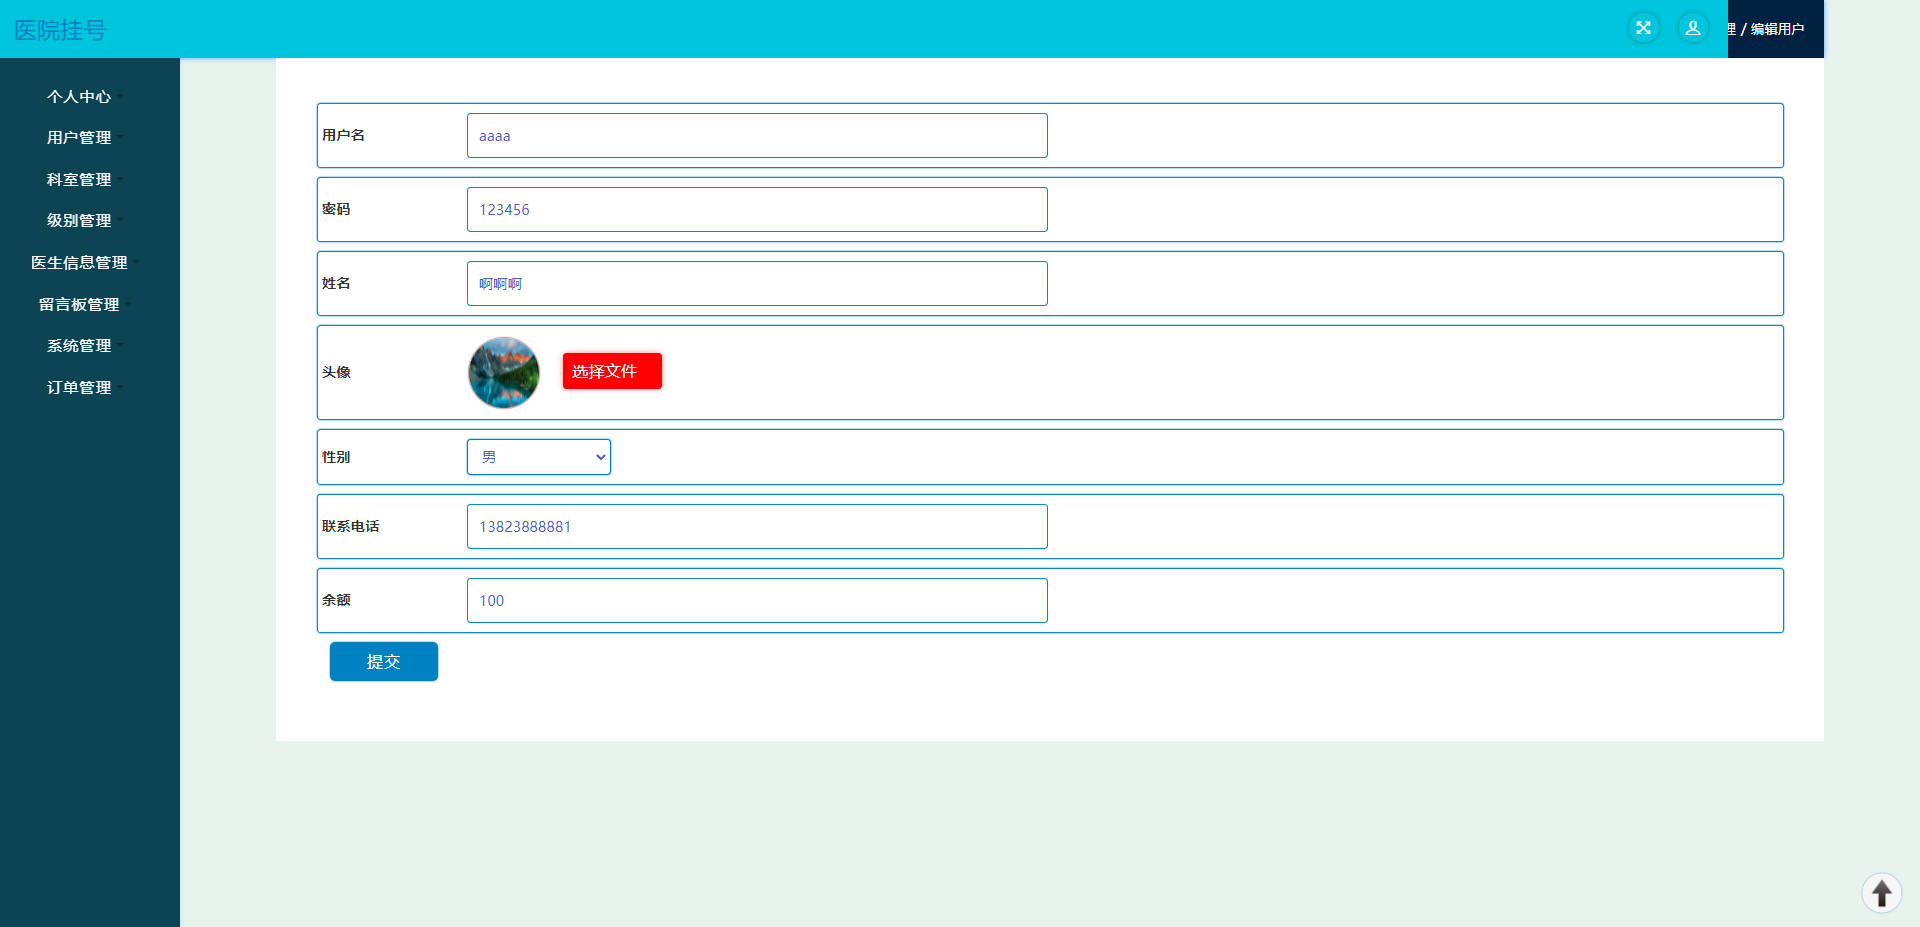 医院挂号
理 / 编辑用户
个人中心
用户管理
科室管理
级别管理
医生信息管理
留言板管理
系统管理
订单管理
用户名 aaaa
密码 123456
姓名 啊啊啊
头像 选择文件
性别 男
联系电话 13823888881
余额 100
提交